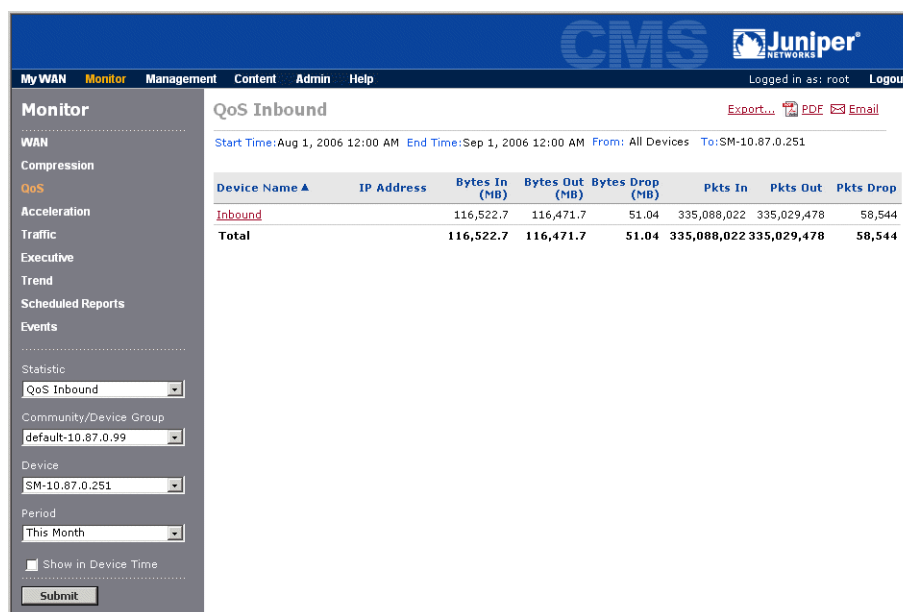 CMS
Juniper®
NETWORKS
My WAN Monitor Management Content Admin Help Logged in as: root Logou
Monitor
WAN
Compression
QoS
Acceleration
Traffic
Executive
Trend
Scheduled Reports
Events
Statistic
QoS Inbound
Community/Device Group
default-10.87.0.99
Device
SM-10.87.0.251
Period
This Month
Show in Device Time
Submit
QoS Inbound
Export... PDF Email
Start Time:Aug 1, 2006 12:00 AM End Time:Sep 1, 2006 12:00 AM From: All Devices To:SM-10.87.0.251
Device Name IP Address Bytes In (MB) Bytes Out (MB) Bytes Drop (MB) Pkts In Pkts Out Pkts Drop
Inbound 116,522.7 116,471.7 51.04 335,088,022 335,029,478 58,544
Total 116,522.7 116,471.7 51.04 335,088,022 335,029,478 58,544